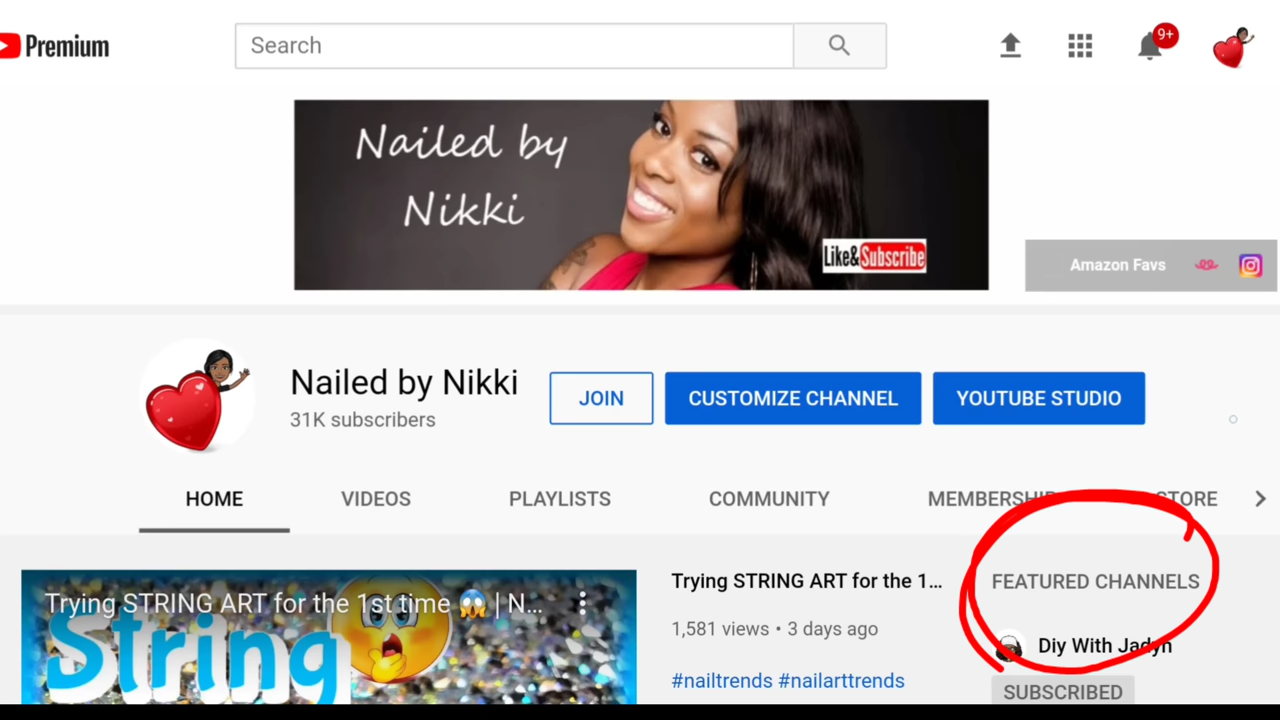 Premium
Search
9+
Nailed by
Nikki
Like&Subscribe
Amazon Favs
Nailed by Nikki
31K subscribers
JOIN
CUSTOMIZE CHANNEL
YOUTUBE STUDIO
HOME
VIDEOS
PLAYLISTS
COMMUNITY
MEMBERSHIP
STORE
Trying STRING ART for the 1st time 😱 | N...
String
Trying STRING ART for the 1...
1,581 views • 3 days ago
#nailtrends #nailarttrends
FEATURED CHANNELS
Diy With Jadyn
SUBSCRIBED